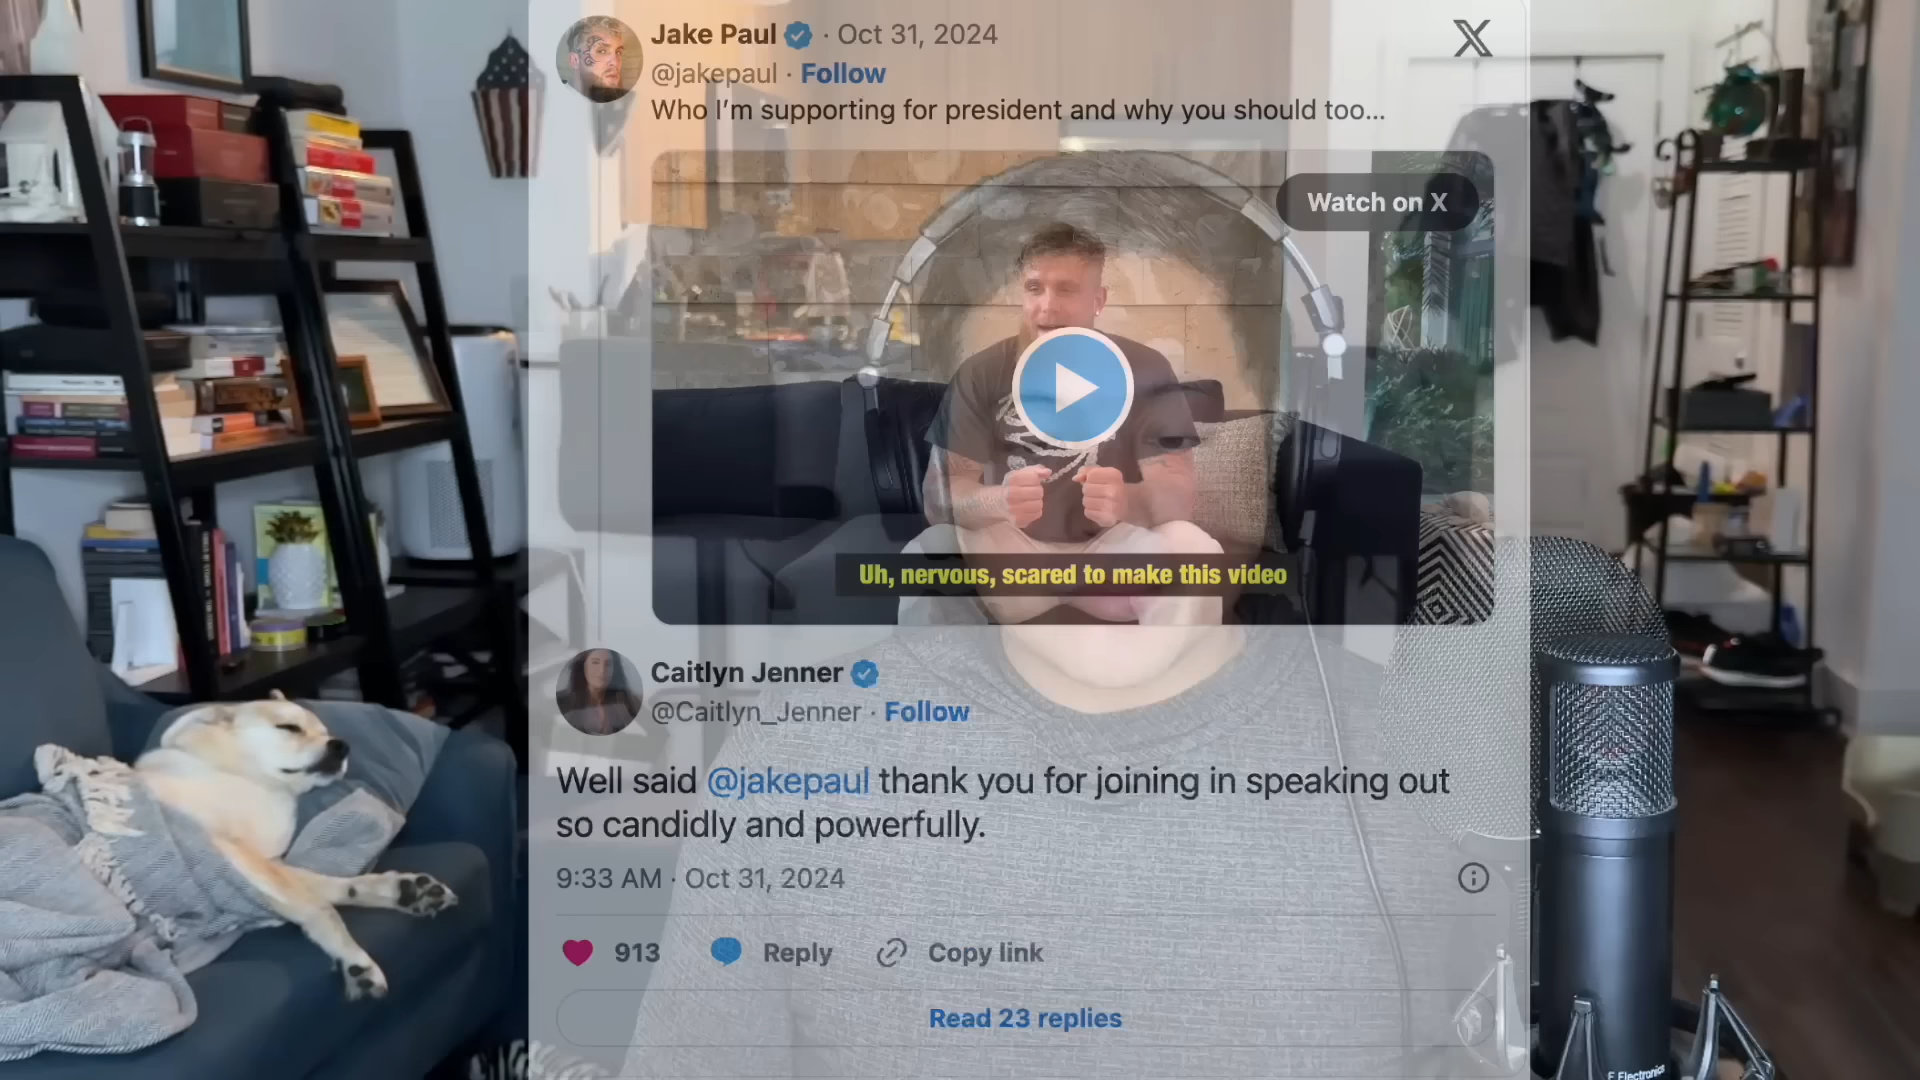 Jake Paul · Oct 31, 2024
@jakepaul · Follow
Who I'm supporting for president and why you should too...
Watch on X
Uh, nervous, scared to make this video
Caitlyn Jenner
@Caitlyn_Jenner · Follow
Well said @jakepaul thank you for joining in speaking out
so candidly and powerfully.
9:33 AM · Oct 31, 2024
913 Reply Copy link
Read 23 replies